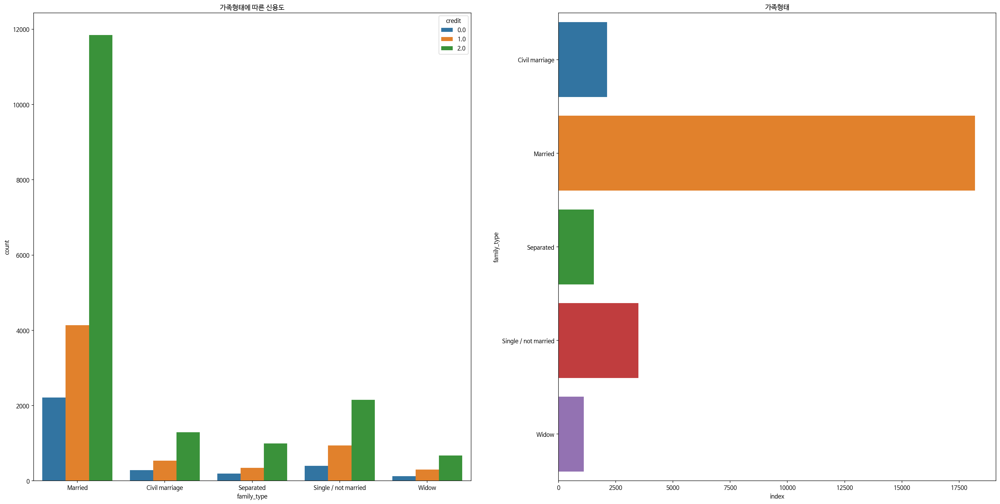 가족형태에 따른 신용도
credit
0.0
1.0
2.0
12000
10000
8000
6000
4000
2000
0
count
Married
Civil marriage
Separated
Single / not married
Widow
family_type
가족형태
Civil marriage
Married
Separated
Single / not married
Widow
family_type
0
2500
5000
7500
10000
12500
15000
17500
index